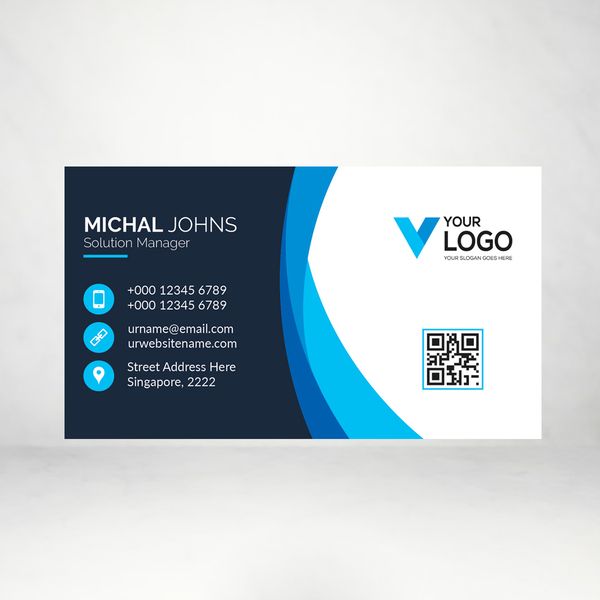 MICHAL JOHNS
Solution Manager
+000 12345 6789
+000 12345 6789
urname@email.com
urwebsitename.com
Street Address Here
Singapore, 2222
YOUR
LOGO
YOUR SLOGAN GOES HERE